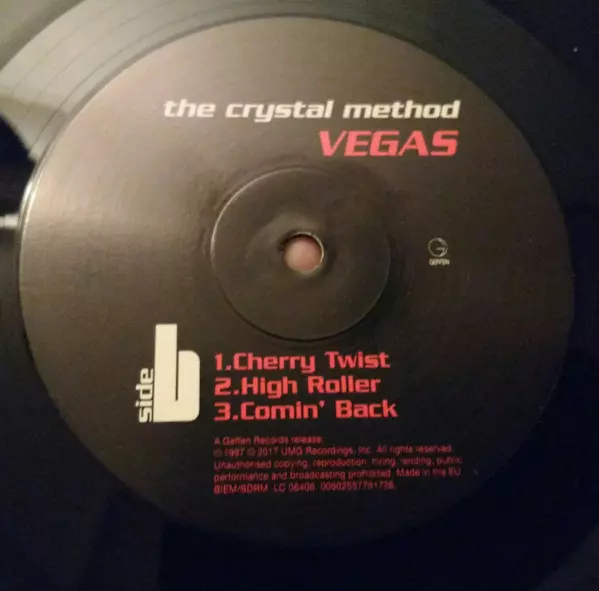 the crystal method
VEGAS
GEFFEN
side b
1.Cherry Twist
2.High Roller
3.Comin' Back
A Geffen Records release;
℗ 1997 © 2017 UMG Recordings, Inc. All rights reserved.
Unauthorised copying, reproduction, hiring, lending, public
performance and broadcasting prohibited. Made in the EU
BIEM/SDRM LC 06406. 00602557781726.